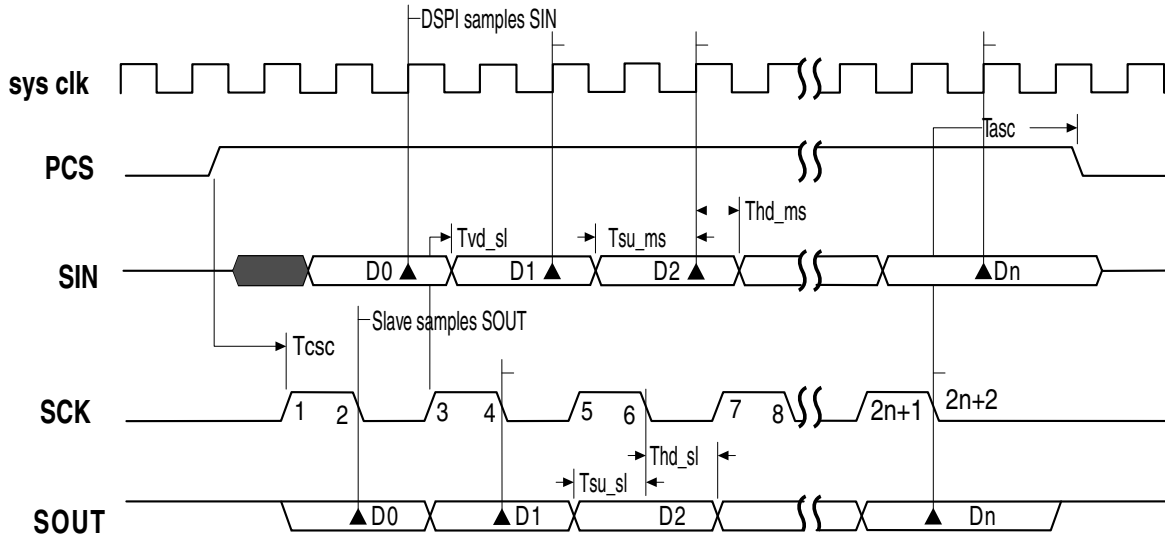 DSPI samples SIN
sys clk
Tasc
PCS
Thd_ms
Tvd_sl
Tsu_ms
SIN
D0
D1
D2
Dn
Slave samples SOUT
Tcsc
SCK
1
2
3
4
5
6
7
8
2n+1
2n+2
Thd_sl
Tsu_sl
SOUT
D0
D1
D2
Dn